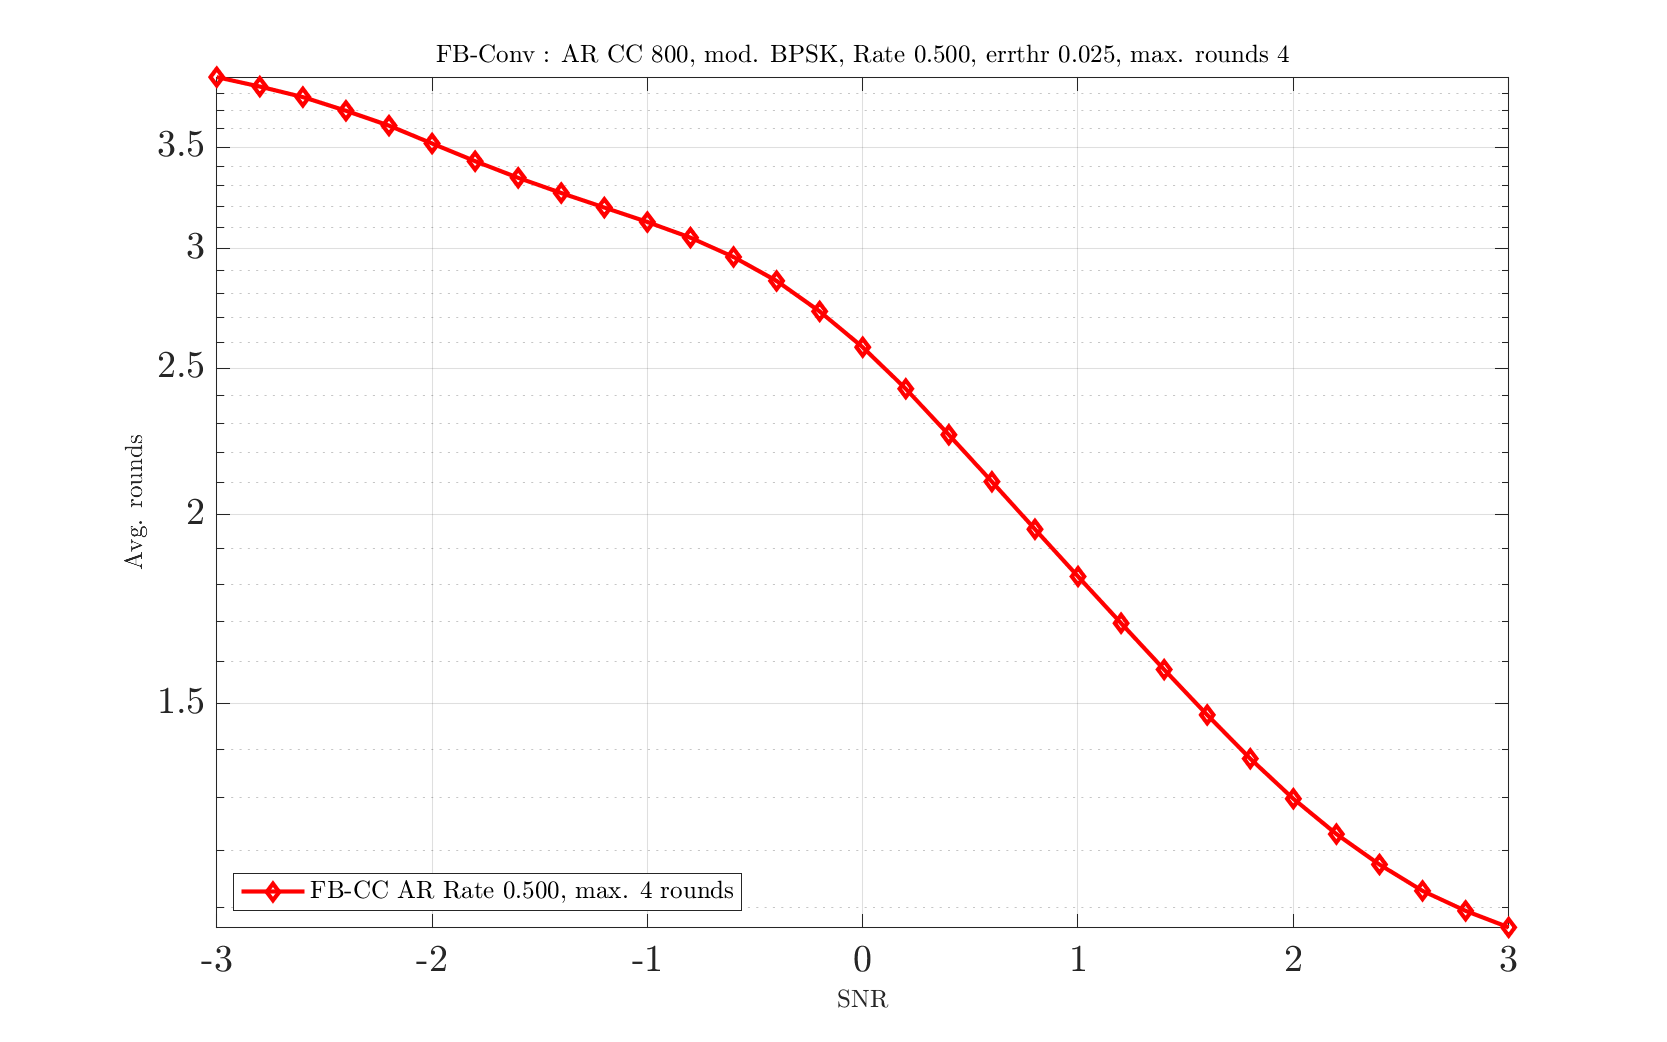 FB-Conv : AR CC 800, mod. BPSK, Rate 0.500, errthr 0.025, max. rounds 4
3.5
3
2.5
2
1.5
Avg. rounds
FB-CC AR Rate 0.500, max. 4 rounds
-3 -2 -1 0 1 2 3
SNR